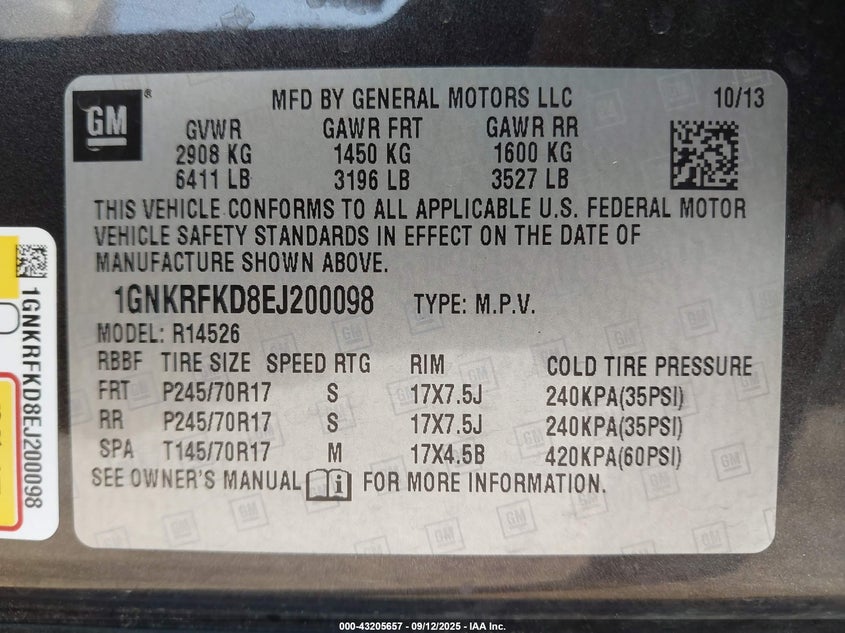 GM ® MFD BY GENERAL MOTORS LLC 10/13
GVWR GAWR FRT GAWR RR
2908 KG 1450 KG 1600 KG
6411 LB 3196 LB 3527 LB
THIS VEHICLE CONFORMS TO ALL APPLICABLE U.S. FEDERAL MOTOR
VEHICLE SAFETY STANDARDS IN EFFECT ON THE DATE OF
MANUFACTURE SHOWN ABOVE.
1GNKRFKD8EJ200098 TYPE: M.P.V.
MODEL: R14526
RBBF TIRE SIZE SPEED RTG RIM COLD TIRE PRESSURE
FRT P245/70R17 S 17X7.5J 240KPA(35PSI)
RR P245/70R17 S 17X7.5J 240KPA(35PSI)
SPA T145/70R17 M 17X4.5B 420KPA(60PSI)
SEE OWNER'S MANUAL i FOR MORE INFORMATION.
1GNKRFKD8EJ200098
000-43205657 - 09/12/2025 - IAA Inc.